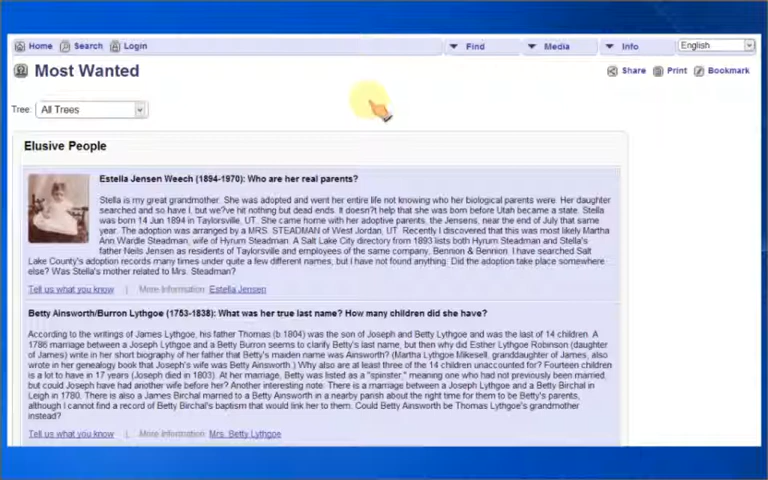 Home Search Login Find Media Info English
Most Wanted
Share Print Bookmark
Tree: All Trees
Elusive People
Estella Jensen Weech (1894-1970): Who are her real parents?
Stella is my great grandmother. She was adopted and went her entire life not knowing who her biological parents were. Her daughter
searched and so have I, but we?ve hit nothing but dead ends. It doesn?t help that she was born before Utah became a state. Stella
was born 14 Jun 1894 in Taylorsville, UT. She came home with her adoptive parents, the Jensens, near the end of July that same
year. The adoption was arranged by a MRS. STEADMAN of West Jordan, UT. Recently I discovered that this was most likely Martha
Ann Wardle Steadman, wife of Hyrum Steadman. A Salt Lake City directory from 1893 lists both Hyrum Steadman and Stella's
father Neils Jensen as residents of Taylorsville and employees of the same company, Bennion & Bennion. I have searched Salt
Lake County's adoption records many times under quite a few different names, but I have not found anything. Did the adoption take place somewhere
else? Was Stella's mother related to Mrs. Steadman?
Tell us what you know | More Information: Estella Jensen
Betty Ainsworth/Burron Lythgoe (1753-1838): What was her true last name? How many children did she have?
According to the writings of James Lythgoe, his father Thomas (b.1804) was the son of Joseph and Betty Lythgoe and was the last of 14 children. A
1786 marriage between a Joseph Lythgoe and a Betty Burron seems to clarify Betty's last name, but then why did Esther Lythgoe Robinson (daughter
of James) write in her short biography of her father that Betty's maiden name was Ainsworth? (Martha Lythgoe Mikesell, granddaughter of James, also
wrote in her genealogy book that Joseph's wife was Betty Ainsworth.) Why also are at least three of the 14 children unaccounted for? Fourteen children
is a lot to have in 17 years (Joseph died in 1803). At her marriage, Betty was listed as a "spinster," meaning one who had not previously been married,
but could Joseph have had another wife before her? Another interesting note: There is a marriage between a Joseph Lythgoe and a Betty Birchal in
Leigh in 1780. There is also a James Birchal married to a Betty Ainsworth in a nearby parish about the right time for them to be Betty's parents,
although I cannot find a record of Betty Birchal's baptism that would link her to them. Could Betty Ainsworth be Thomas Lythgoe's grandmother
instead?
Tell us what you know | More Information: Mrs. Betty Lythgoe